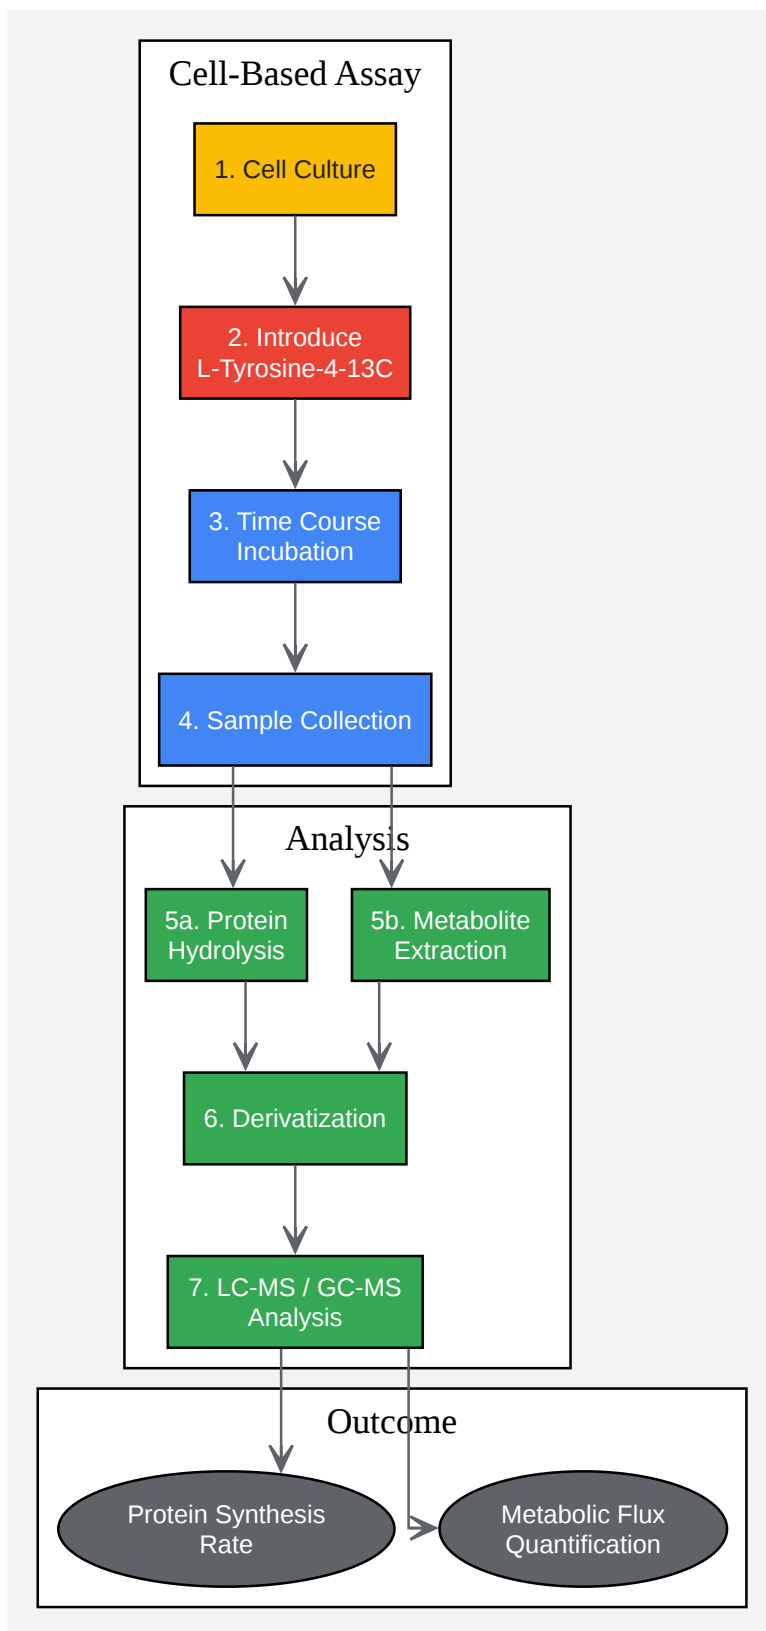 Cell-Based Assay
1. Cell Culture
2. Introduce
L-Tyrosine-4-13C
3. Time Course
Incubation
4. Sample Collection
Analysis
5a. Protein
Hydrolysis
5b. Metabolite
Extraction
6. Derivatization
7. LC-MS / GC-MS
Analysis
Outcome
Protein Synthesis
Rate
Metabolic Flux
Quantification